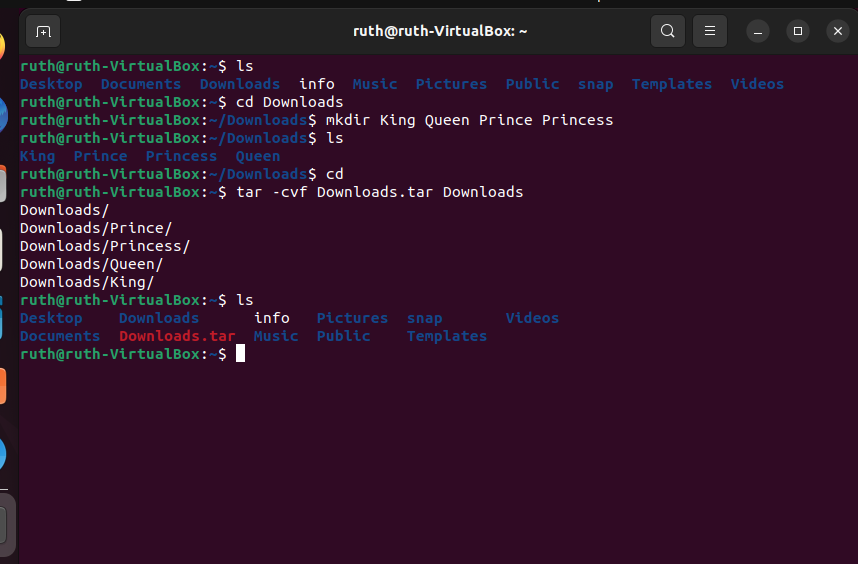 ruth@ruth-VirtualBox: ~
ruth@ruth-VirtualBox:~$ ls
Desktop  Documents  Downloads  info  Music  Pictures  Public  snap  Templates  Videos
ruth@ruth-VirtualBox:~$ cd Downloads
ruth@ruth-VirtualBox:~/Downloads$ mkdir King Queen Prince Princess
ruth@ruth-VirtualBox:~/Downloads$ ls
King  Prince  Princess  Queen
ruth@ruth-VirtualBox:~/Downloads$ cd
ruth@ruth-VirtualBox:~$ tar -cvf Downloads.tar Downloads
Downloads/
Downloads/Prince/
Downloads/Princess/
Downloads/Queen/
Downloads/King/
ruth@ruth-VirtualBox:~$ ls
Desktop    Downloads      info   Pictures  snap       Videos
Documents  Downloads.tar  Music  Public    Templates
ruth@ruth-VirtualBox:~$